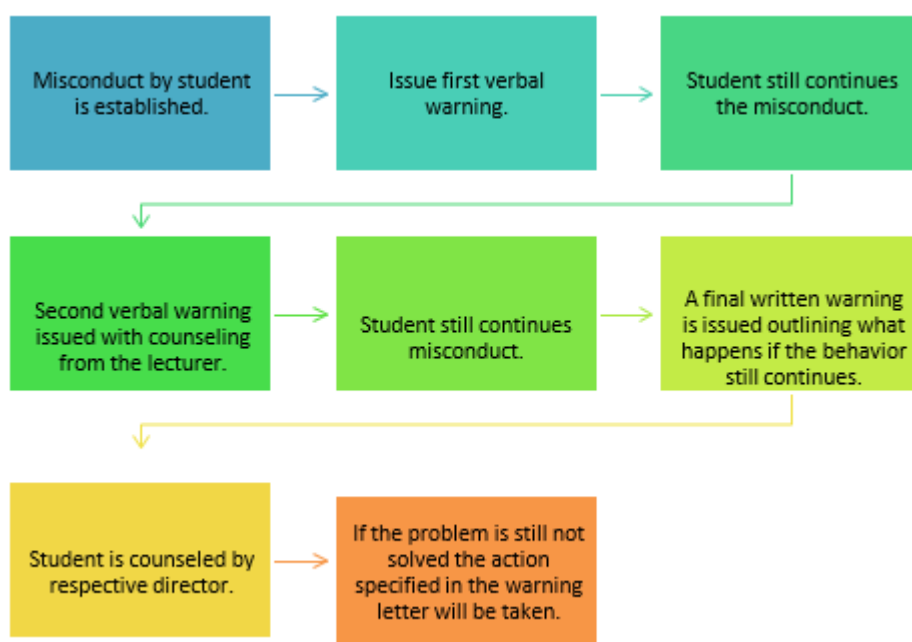 Misconduct by student
is established.
Issue first verbal
warning.
Student still continues
the misconduct.
Second verbal warning
issued with counseling
from the lecturer.
Student still continues
misconduct.
A final written warning
is issued outlining what
happens if the behavior
still continues.
Student is counseled by
respective director.
If the problem is still not
solved the action
specified in the warning
letter will be taken.